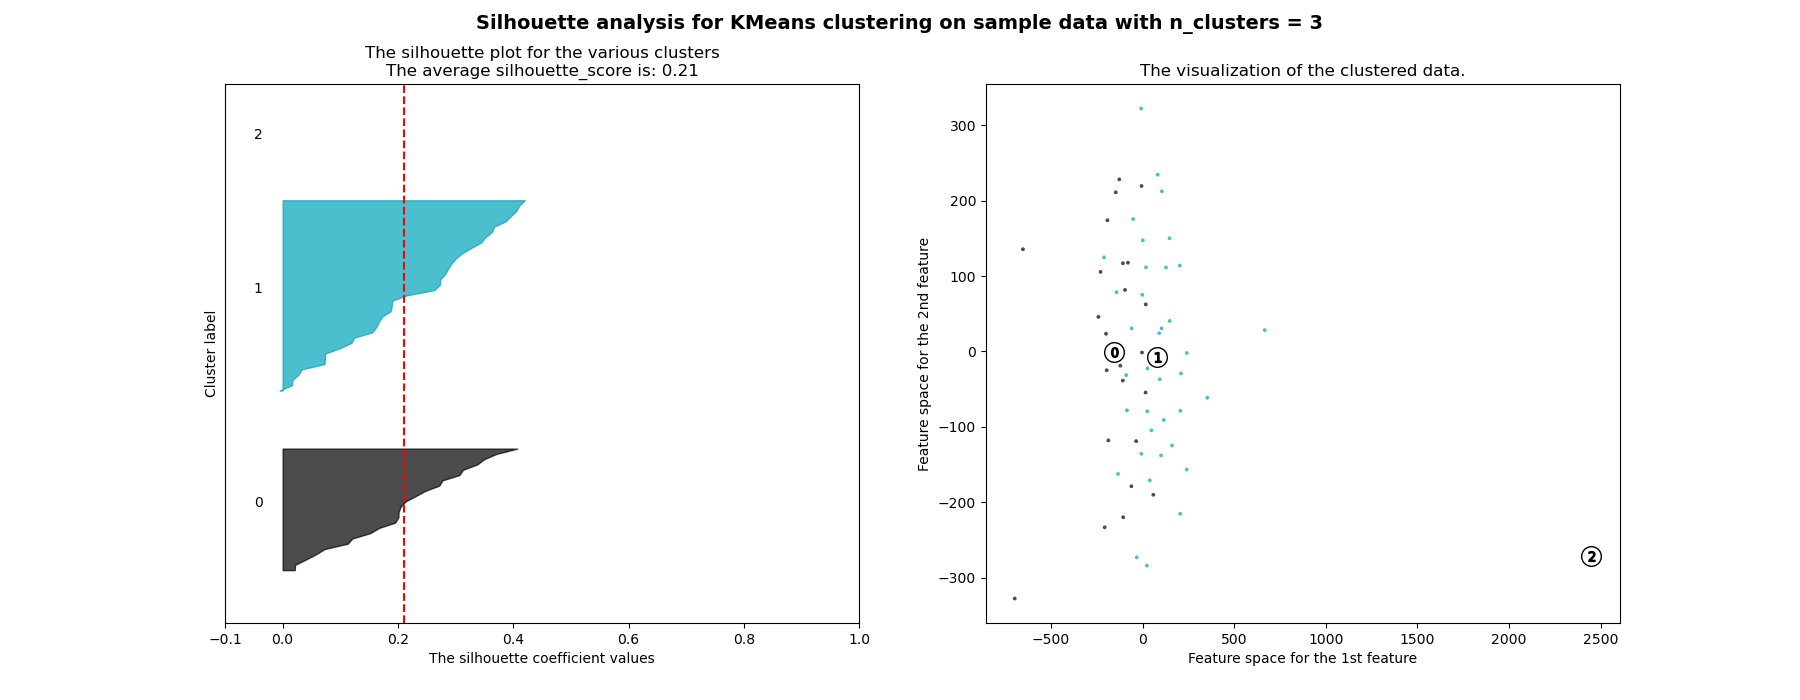 Silhouette analysis for KMeans clustering on sample data with n_clusters = 3
The silhouette plot for the various clusters
The average silhouette_score is: 0.21
2
1
0
Cluster label
−0.1 0.0 0.2 0.4 0.6 0.8 1.0
The silhouette coefficient values
The visualization of the clustered data.
300
200
100
0
−100
−200
−300
Feature space for the 2nd feature
0 1
2
−500 0 500 1000 1500 2000 2500
Feature space for the 1st feature